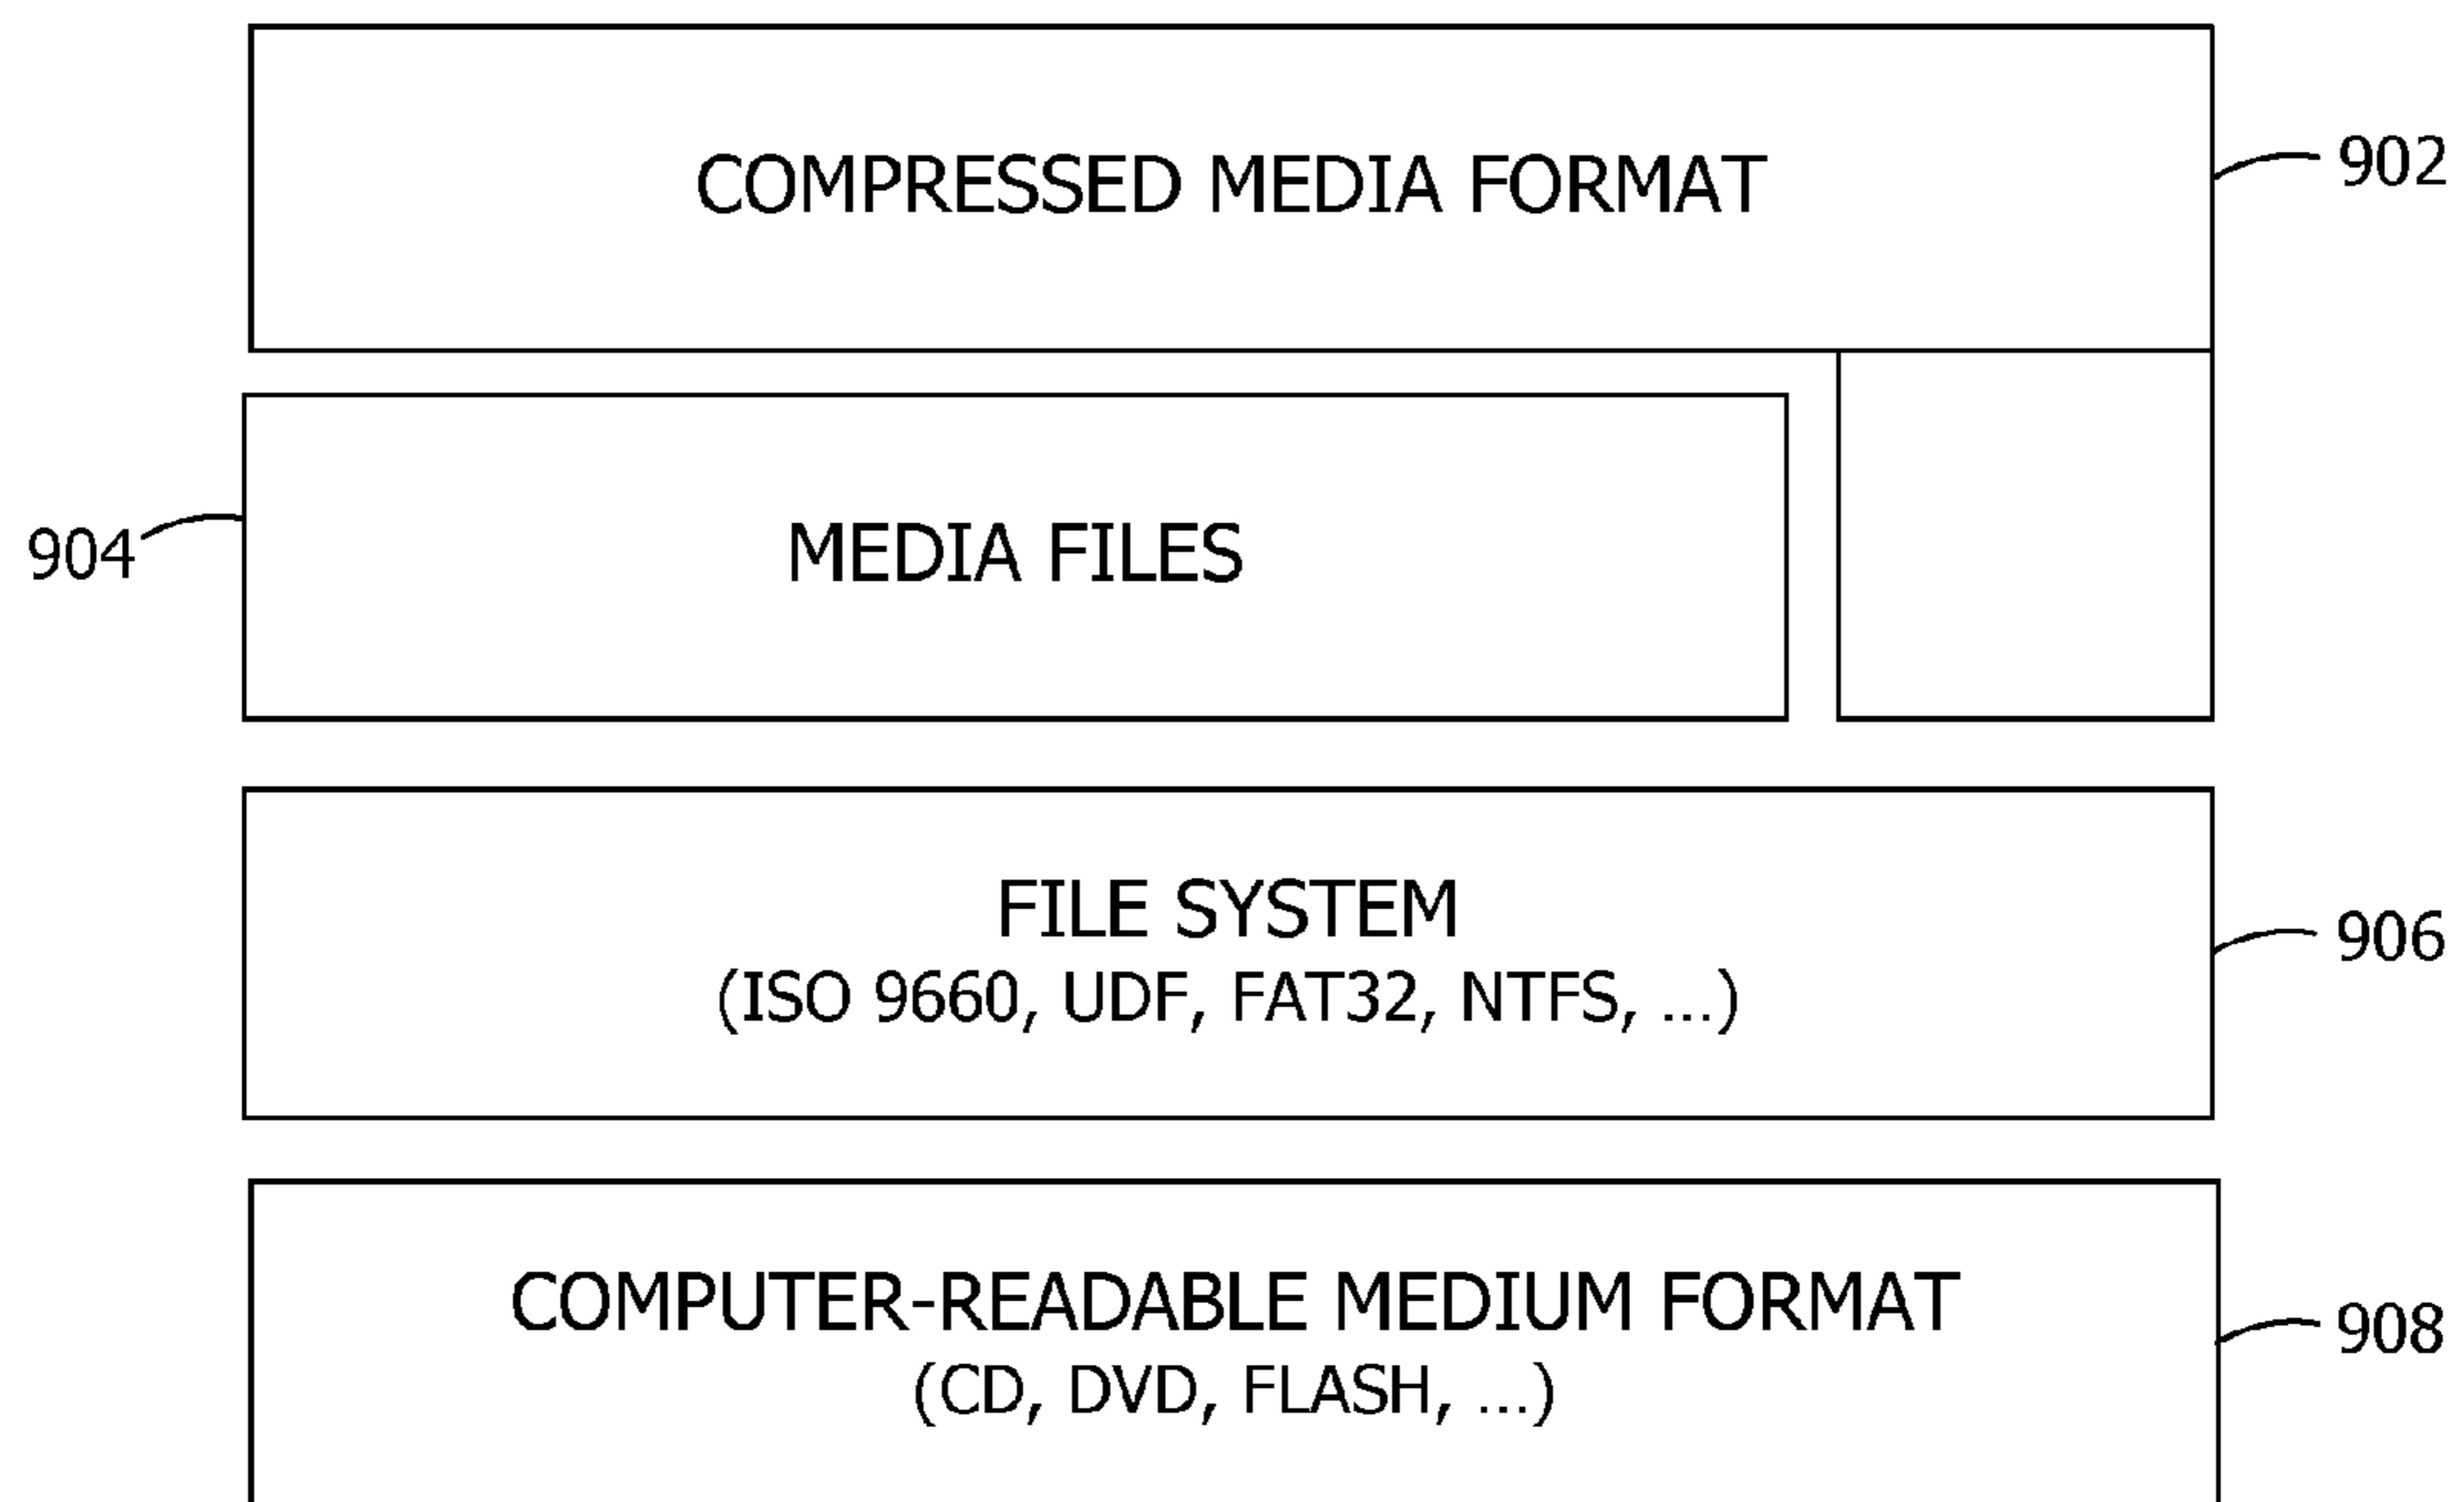 COMPRESSED MEDIA FORMAT
902
904
MEDIA FILES
FILE SYSTEM
(ISO 9660, UDF, FAT32, NTFS, ...)
906
COMPUTER-READABLE MEDIUM FORMAT
(CD, DVD, FLASH, ...)
908